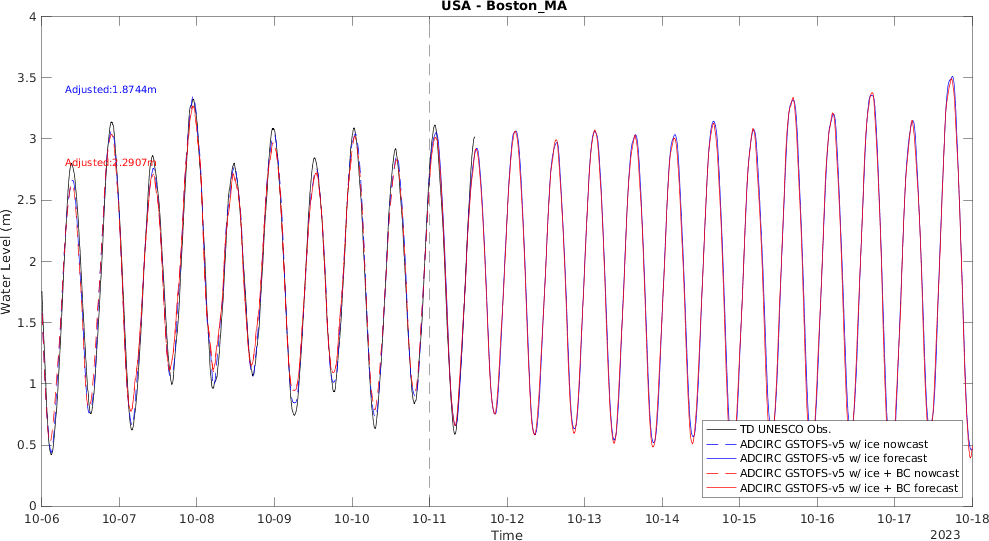 USA - Boston_MA
4
3.5
3
2.5
2
1.5
1
0.5
0
Water Level (m)
Adjusted:1.8744m
Adjusted:2.2907m
TD UNESCO Obs.
ADCIRC GSTOFS-v5 w/ ice nowcast
ADCIRC GSTOFS-v5 w/ ice forecast
ADCIRC GSTOFS-v5 w/ ice + BC nowcast
ADCIRC GSTOFS-v5 w/ ice + BC forecast
10-06 10-07 10-08 10-09 10-10 10-11 10-12 10-13 10-14 10-15 10-16 10-17 10-18
Time
2023